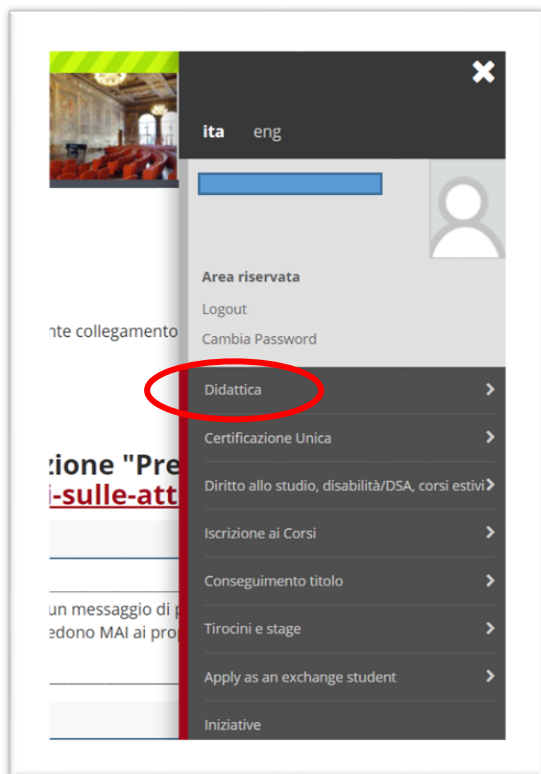 ita eng
Area riservata
Logout
nte collegamento
Cambia Password
Didattica
Certificazione Unica
zione "Pre
i-sulle-att
Diritto allo studio, disabilità/DSA, corsi estivi
Iscrizione ai Corsi
Conseguimento titolo
un messaggio di p
edono MAI ai prop
Tirocini e stage
Apply as an exchange student
Iniziative